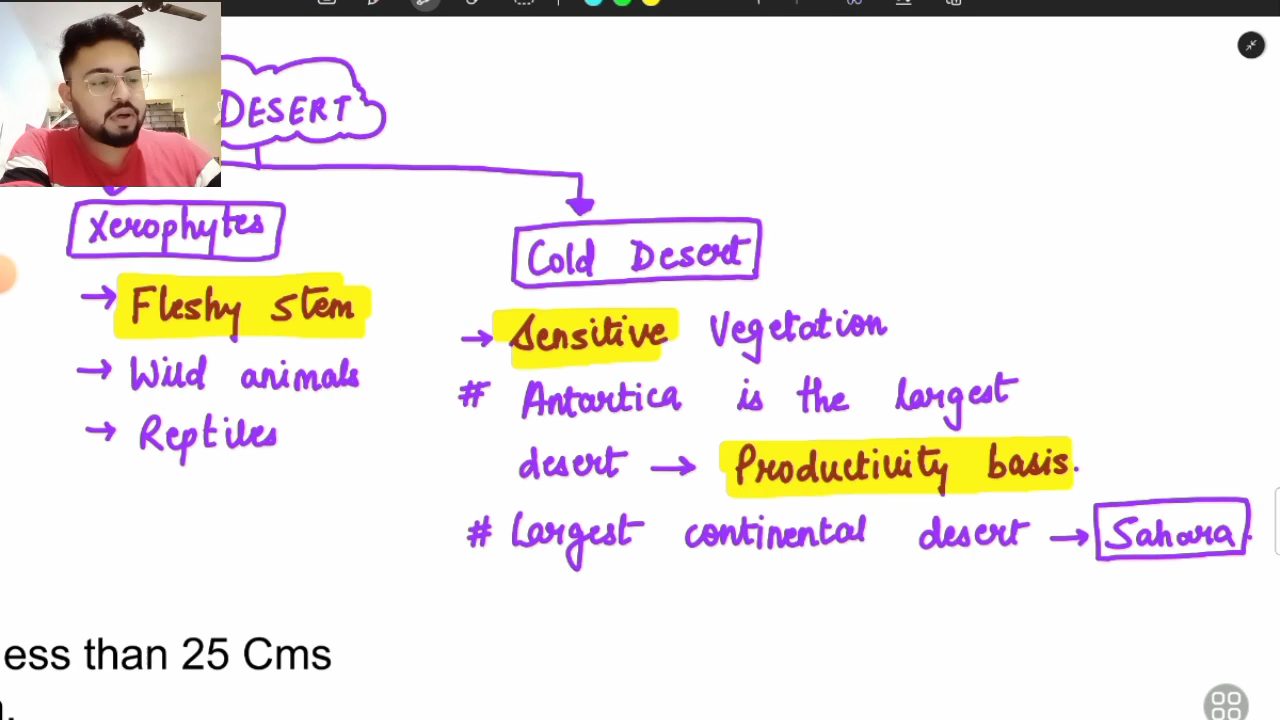 DESERT
Xerophytes
→ Fleshy stem
→ Wild animals
→ Reptiles
Cold Desert
→ Sensitive Vegetation
# Antartica is the largest
desert → Productivity basis.
# Largest continental desert → Sahara.
ess than 25 Cms